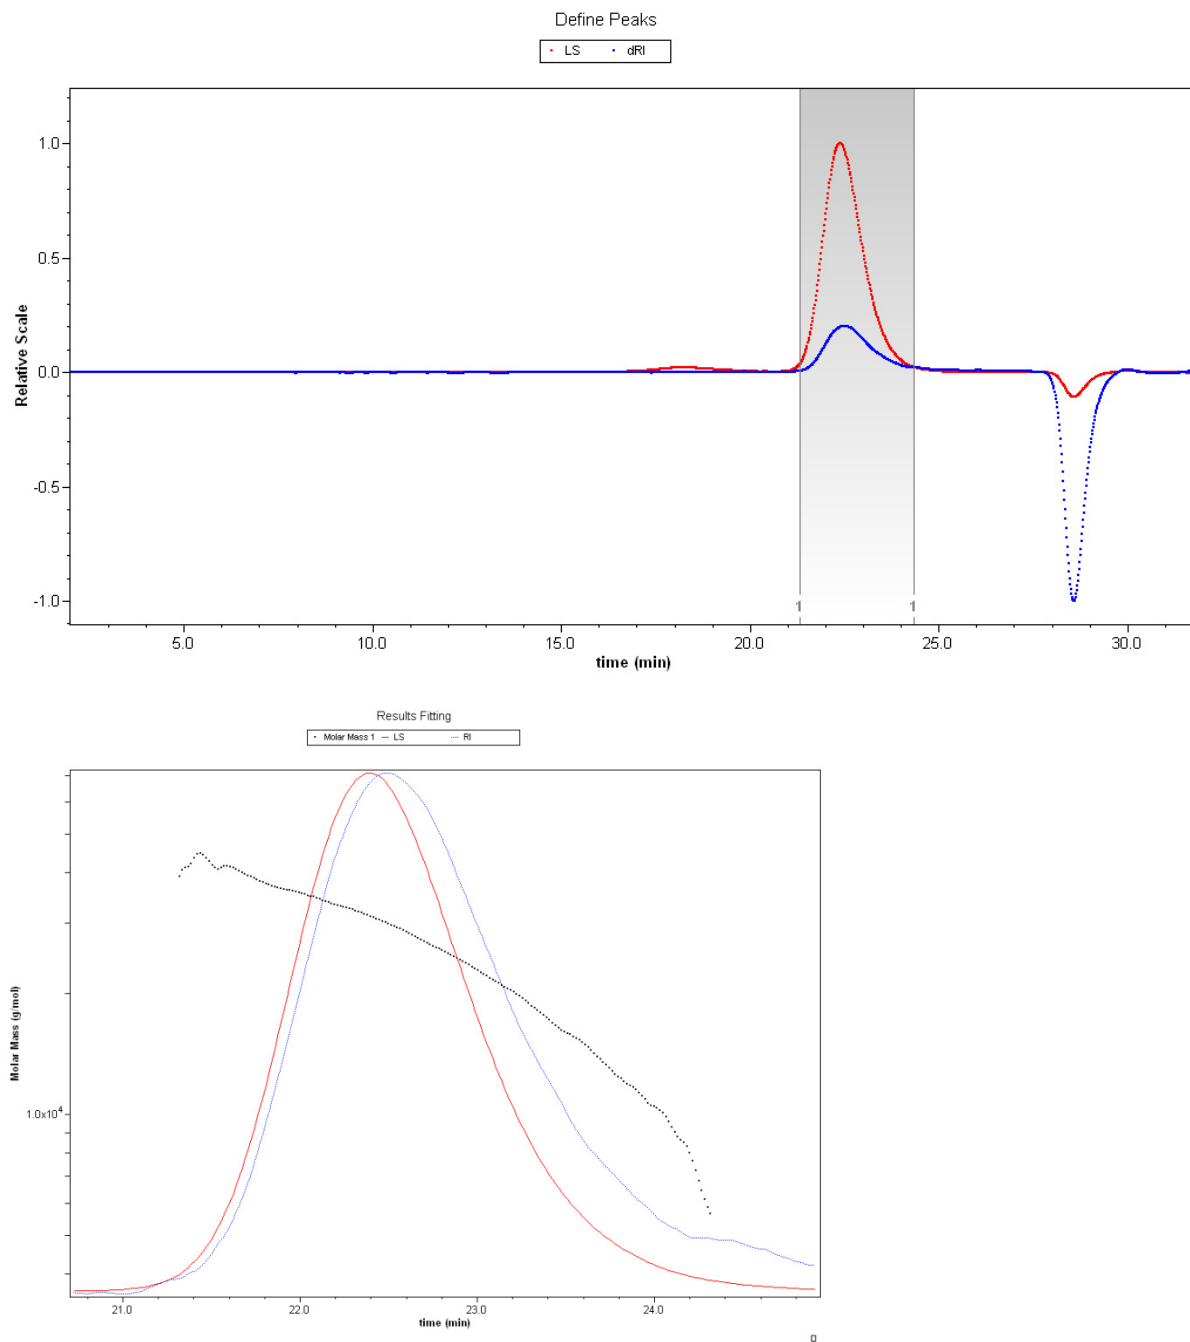 Define Peaks
LS dRI
1.0
0.5
0.0
-0.5
-1.0
Relative Scale
1 1
5.0 10.0 15.0 20.0 25.0 30.0
time (min)
Results Fitting
Molar Mass 1 LS RI
Molar Mass (g/mol)
1.0x10⁴
21.0 22.0 23.0 24.0
time (min)